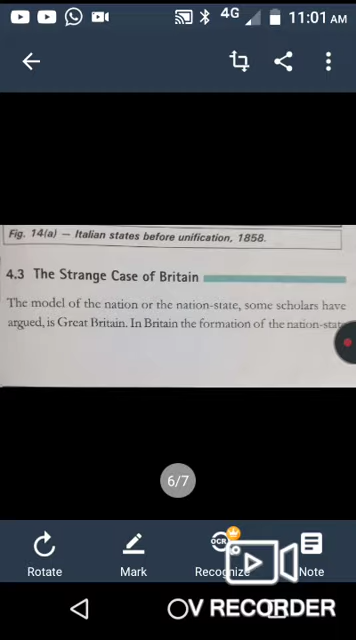 4G 11:01 AM
Fig. 14(a) — Italian states before unification, 1858.
4.3 The Strange Case of Britain
The model of the nation or the nation-state, some scholars have
argued, is Great Britain. In Britain the formation of the nation-state
6/7
OCR
Rotate Mark Recognize Note
V RECORDER